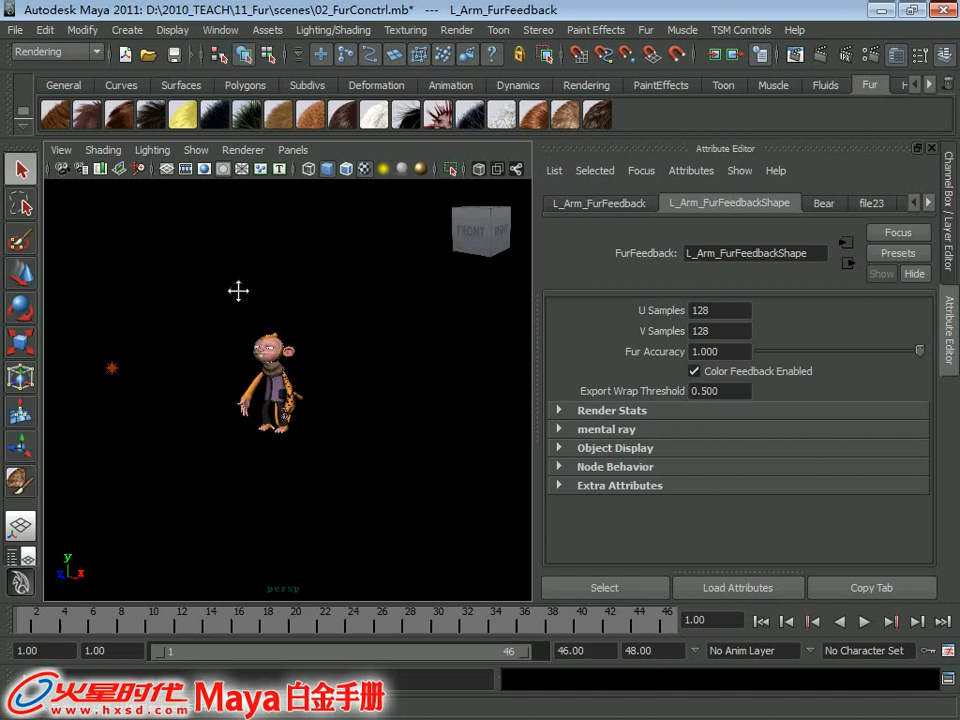 Autodesk Maya 2011: D:\2010_TEACH\11_Fur\scenes\02_FurConctrl.mb* --- L_Arm_FurFeedback
File Edit Modify Create Display Window Assets Lighting/Shading Texturing Render Toon Stereo Paint Effects Fur Muscle TSM Controls Help
Rendering
General Curves Surfaces Polygons Subdivs Deformation Animation Dynamics Rendering PaintEffects Toon Muscle Fluids Fur
View Shading Lighting Show Renderer Panels
Attribute Editor
List Selected Focus Attributes Show Help
L_Arm_FurFeedback L_Arm_FurFeedbackShape Bear file23
Focus
FurFeedback: L_Arm_FurFeedbackShape Presets
Show Hide
FRONT
U Samples 128
V Samples 128
Fur Accuracy 1.000
Color Feedback Enabled
Export Wrap Threshold 0.500
Render Stats
mental ray
Object Display
Node Behavior
Extra Attributes
Channel Box / Layer Editor
Attribute Editor
y
z x
persp
Select Load Attributes Copy Tab
2 4 6 8 10 12 14 16 18 20 22 24 26 28 30 32 34 36 38 40 42 44 46 1.00
1.00 1.00 1 46 46.00 48.00 No Anim Layer No Character Set
火星时代 Maya 白金手册
www.hxsd.com